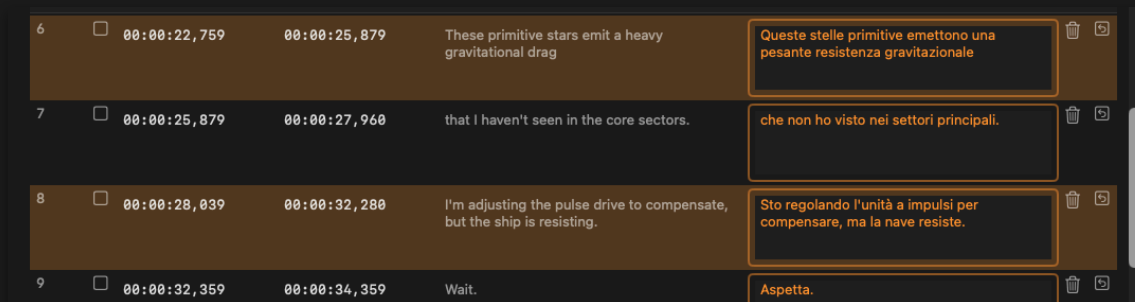 6 00:00:22,759 00:00:25,879 These primitive stars emit a heavy Queste stelle primitive emettono una
gravitational drag pesante resistenza gravitazionale
7 00:00:25,879 00:00:27,960 that I haven't seen in the core sectors. che non ho visto nei settori principali.
8 00:00:28,039 00:00:32,280 I'm adjusting the pulse drive to compensate, Sto regolando l'unità a impulsi per
but the ship is resisting. compensare, ma la nave resiste.
9 00:00:32,359 00:00:34,359 Wait. Aspetta.